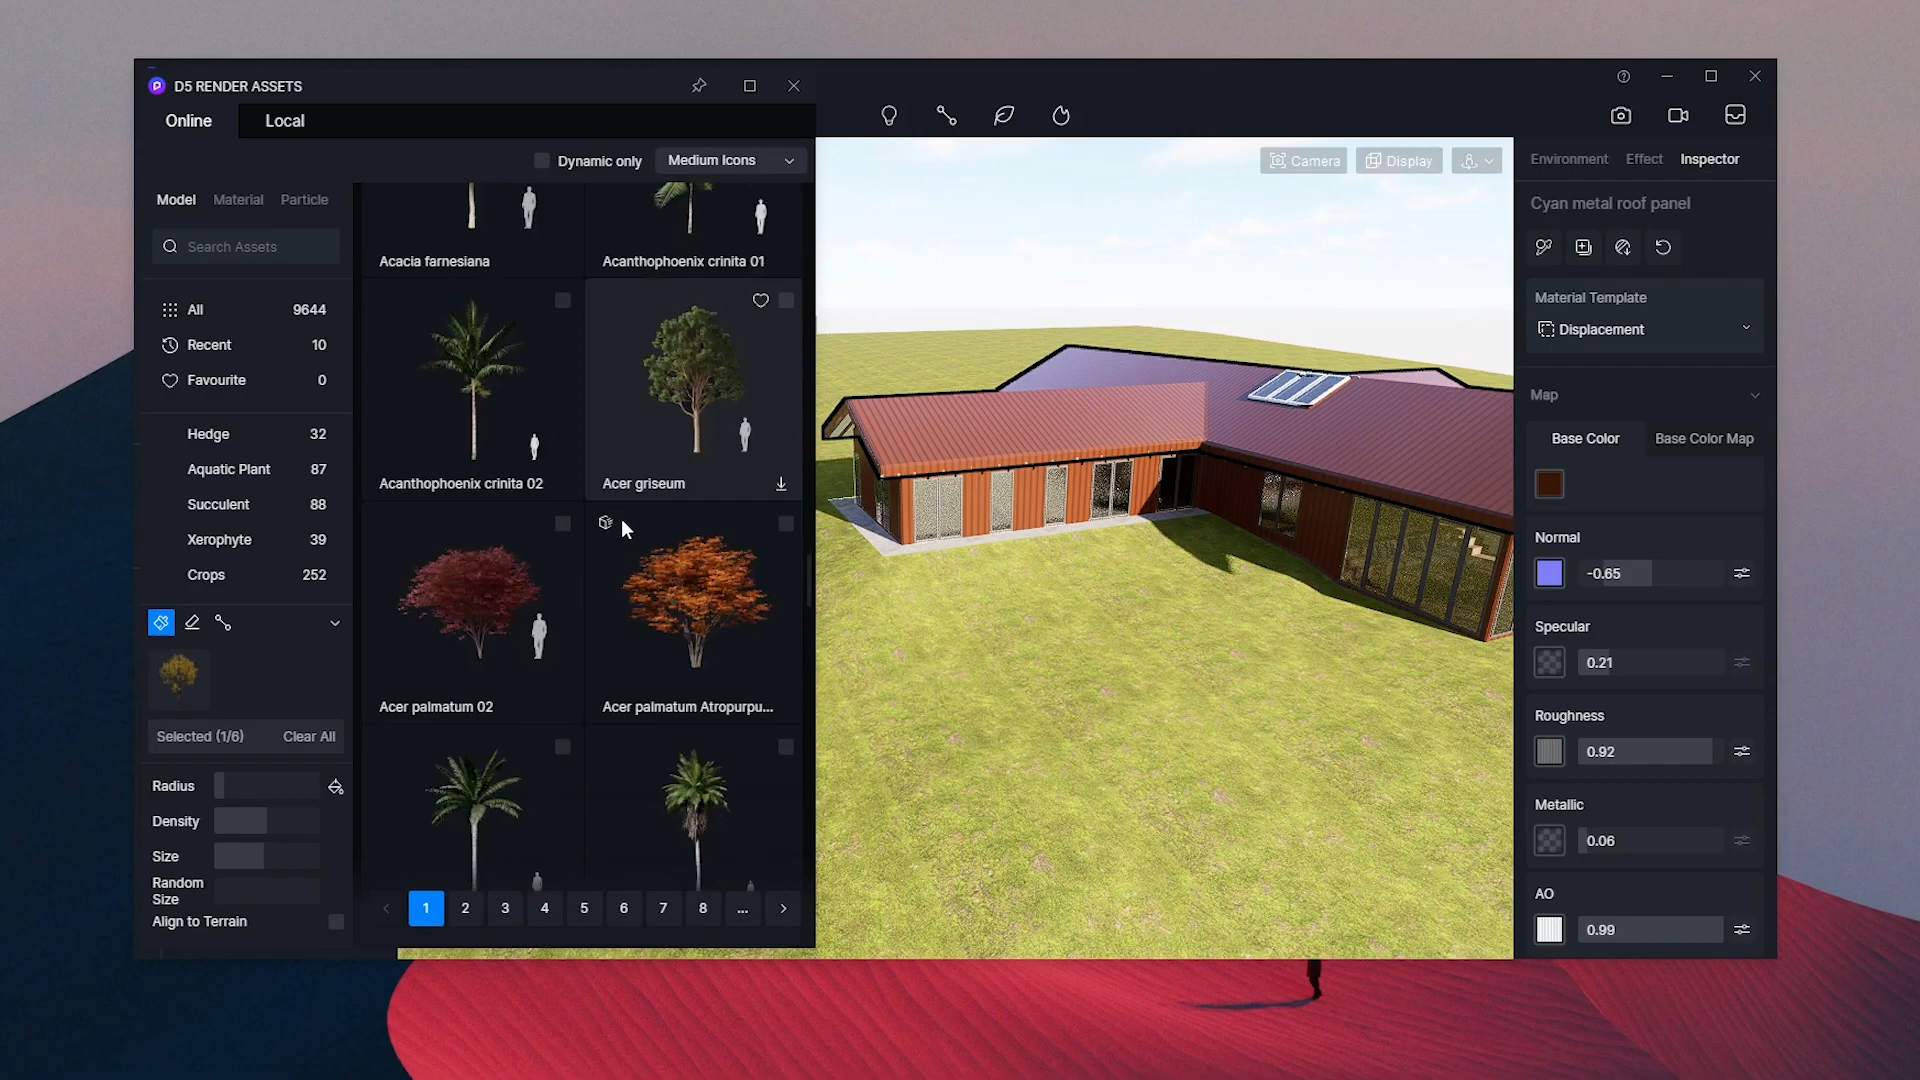 D5 RENDER ASSETS
Online
Local
Dynamic only
Medium Icons
Model
Material
Particle
Search Assets
All 9644
Recent 10
Favourite 0
Hedge 32
Aquatic Plant 87
Succulent 88
Xerophyte 39
Crops 252
Selected (1/6)
Clear All
Radius
Density
Size
Random
Size
Align to Terrain
Acacia farnesiana
Acanthophoenix crinita 01
Acanthophoenix crinita 02
Acer griseum
Acer palmatum 02
Acer palmatum Atropurpu...
1 2 3 4 5 6 7 8 ...
Camera
Display
Environment
Effect
Inspector
Cyan metal roof panel
Material Template
Displacement
Map
Base Color
Base Color Map
Normal
-0.65
Specular
0.21
Roughness
0.92
Metallic
0.06
AO
0.99